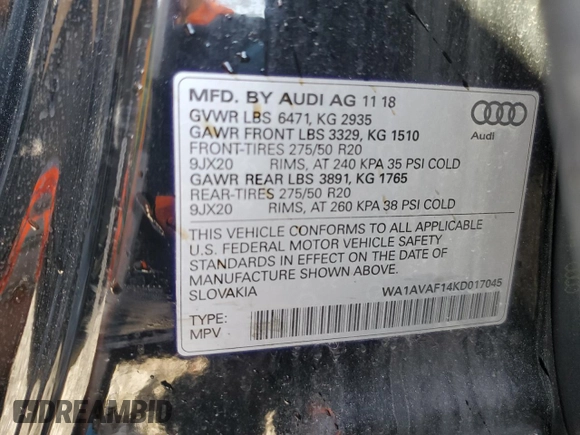 MFD. BY AUDI AG 11 18
GVWR LBS 6471, KG 2935
GAWR FRONT LBS 3329, KG 1510
FRONT-TIRES 275/50 R20
9JX20 RIMS, AT 240 KPA 35 PSI COLD
GAWR REAR LBS 3891, KG 1765
REAR-TIRES 275/50 R20
9JX20 RIMS, AT 260 KPA 38 PSI COLD
Audi
THIS VEHICLE CONFORMS TO ALL APPLICABLE
U.S. FEDERAL MOTOR VEHICLE SAFETY
STANDARDS IN EFFECT ON THE DATE OF
MANUFACTURE SHOWN ABOVE.
SLOVAKIA WA1AVAF14KD017045
TYPE:
MPV
DREAMBID